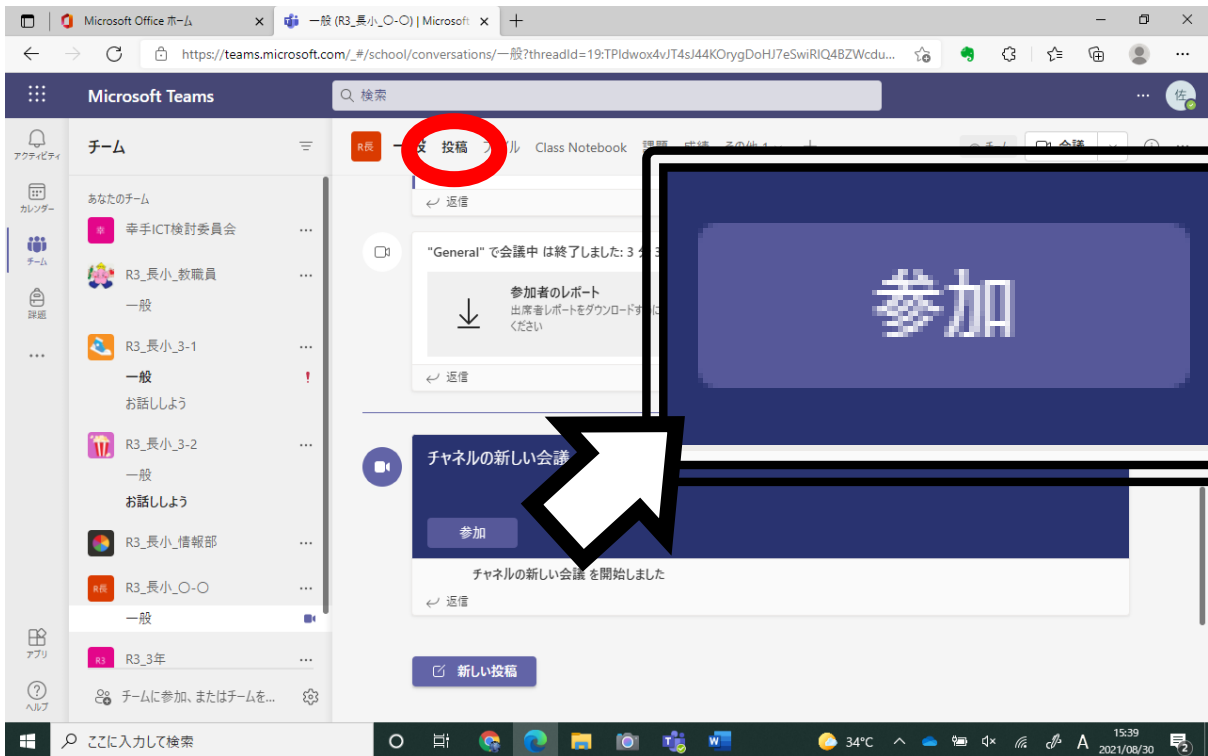 Microsoft Office ホーム
一般 (R3_長小_〇-〇) | Microsoft
https://teams.microsoft.com/_#/school/conversations/一般?threadId=19:TPIdwox4vJT4sJ44KOrygDoHJ7eSwiRIQ4BZWcdu...
Microsoft Teams
検索
佐
アクティビティ
カレンダー
チーム
課題
アプリ
ヘルプ
チーム
あなたのチーム
幸
幸手ICT検討委員会
R3_長小_教職員
一般
R3_長小_3-1
一般
お話ししよう
R3_長小_3-2
一般
お話ししよう
R3_長小_情報部
R長
R3_長小_〇-〇
一般
R3
R3_3年
チームに参加、またはチームを...
R長
投稿
Class Notebook
返信
"General" で会議中 は終了しました: 3
参加者のレポート
出席者レポートをダウンロードするに
ください
返信
チャネルの新しい会議
参加
チャネルの新しい会議 を開始しました
返信
新しい投稿
参加
ここに入力して検索
34°C
A
15:39
2021/08/30
2